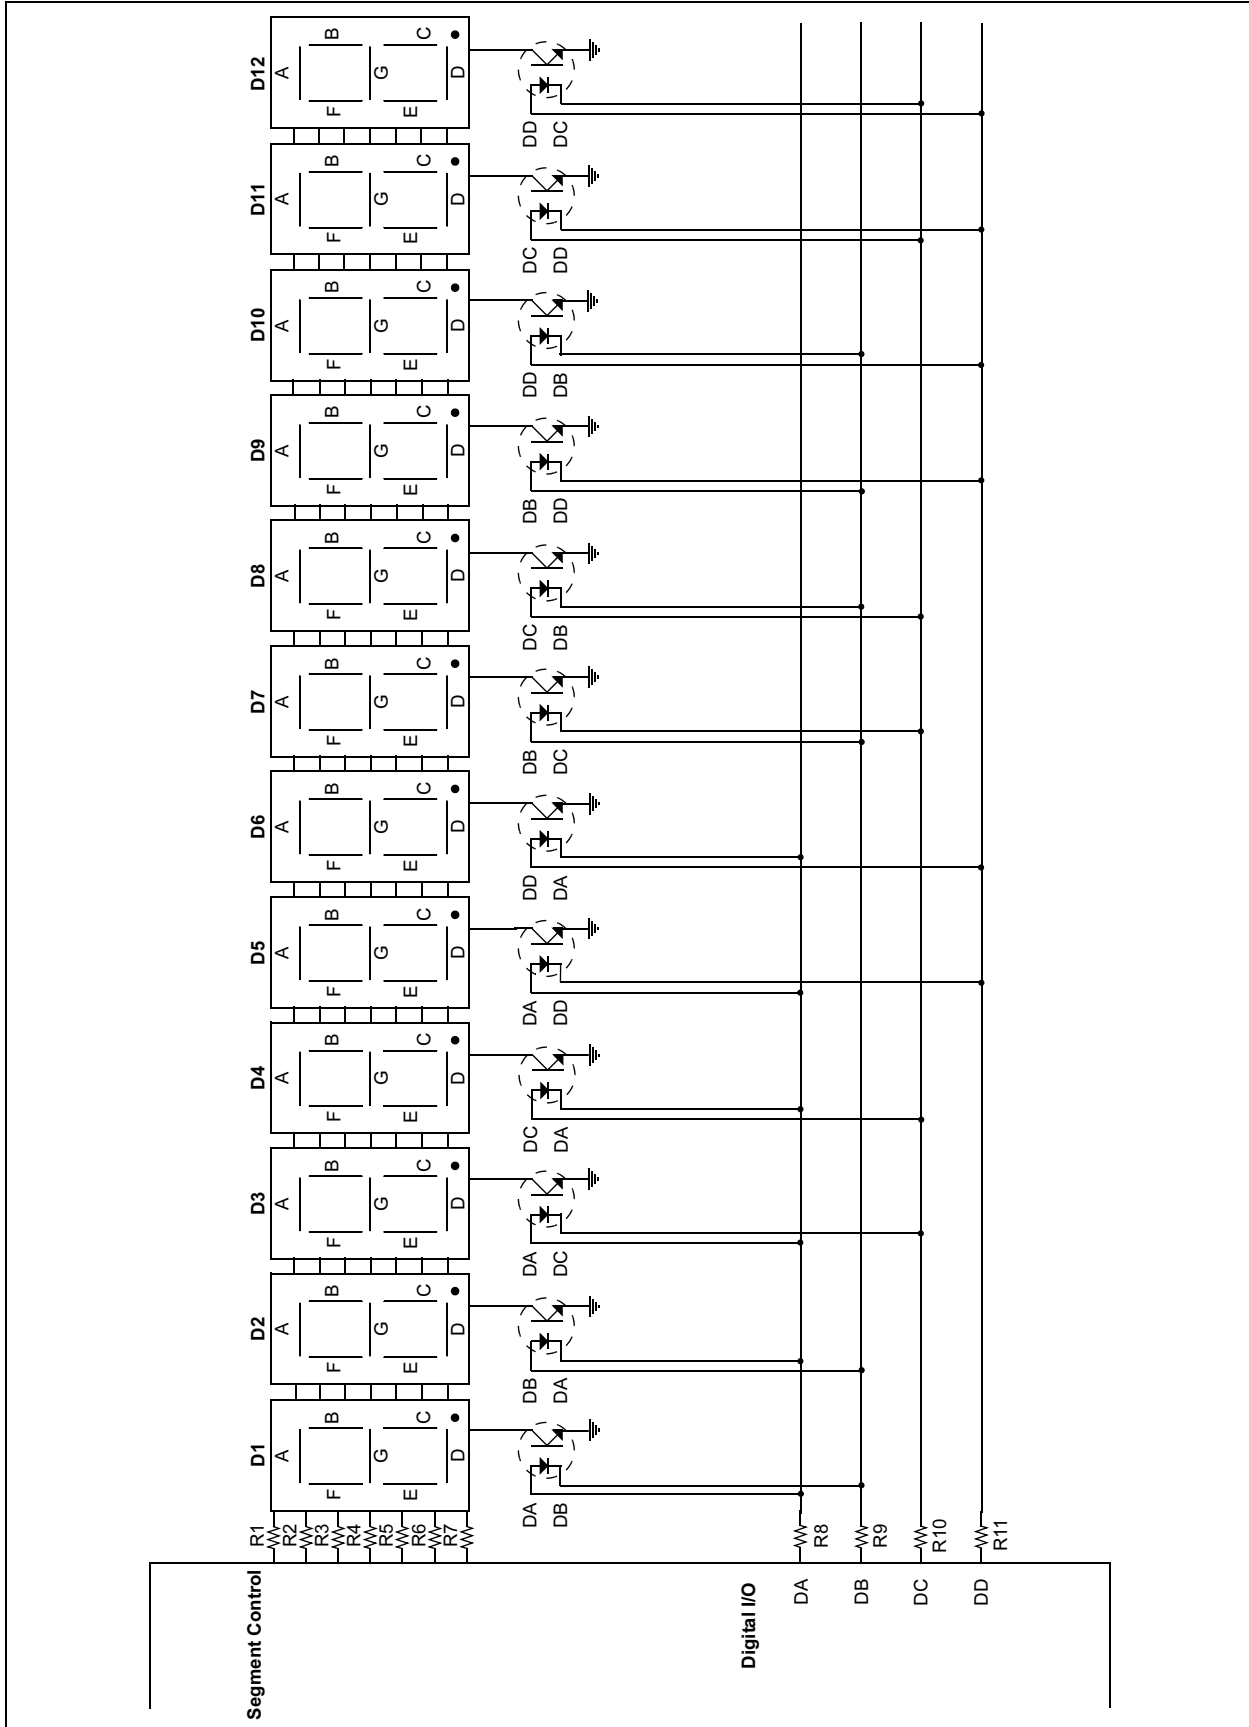 Segment Control
R1
R2
R3
R4
R5
R6
R7
D1 D2 D3 D4 D5 D6 D7 D8 D9 D10 D11 D12
A A A A A A A A A A A A
F B F B F B F B F B F B F B F B F B F B F B F B
G G G G G G G G G G G G
E C E C E C E C E C E C E C E C E C E C E C E C
D D D D D D D D D D D D
DA DB DA DC DA DD DB DC DB DD DC DD
DB DA DC DA DD DA DC DB DD DB DD DC
Digital I/O
DA R8
DB R9
DC R10
DD R11